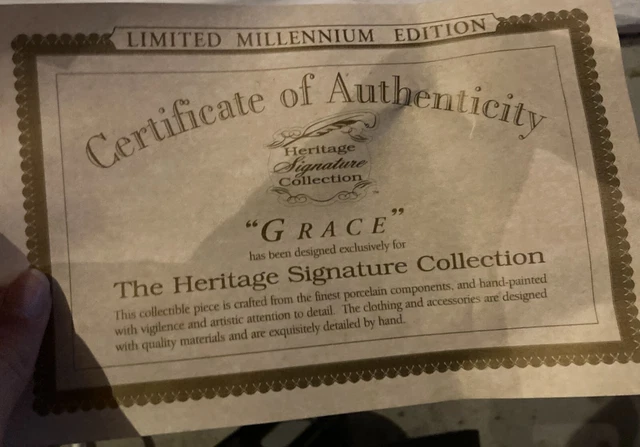 LIMITED MILLENNIUM EDITION
Certificate of Authenticity
Heritage
Signature
Collection
™
"GRACE"
has been designed exclusively for
The Heritage Signature Collection
This collectible piece is crafted from the finest porcelain components, and hand-painted
with vigilence and artistic attention to detail. The clothing and accessories are designed
with quality materials and are exquisitely detailed by hand.